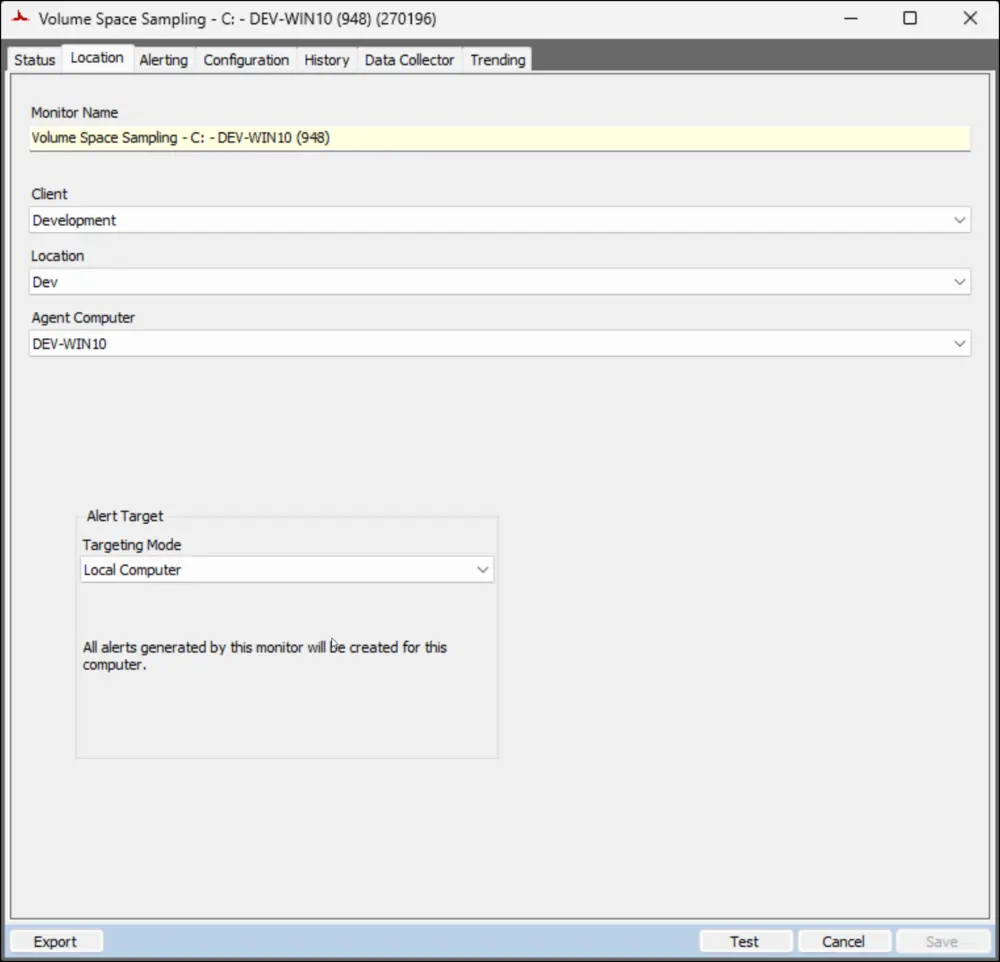 Volume Space Sampling - C: - DEV-WIN10 (948) (270196)
Status Location Alerting Configuration History Data Collector Trending
Monitor Name
Volume Space Sampling - C: - DEV-WIN10 (948)
Client
Development
Location
Dev
Agent Computer
DEV-WIN10
Alert Target
Targeting Mode
Local Computer
All alerts generated by this monitor will be created for this
computer.
Export Test Cancel Save